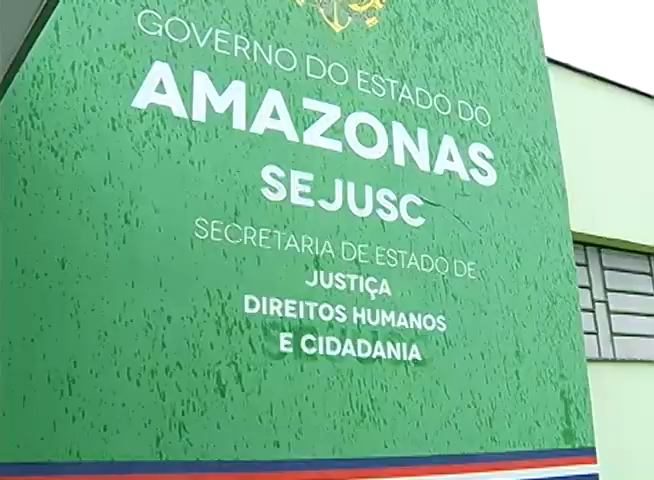 GOVERNO DO ESTADO DO
AMAZONAS
SEJUSC
SECRETARIA DE ESTADO DE
JUSTIÇA
DIREITOS HUMANOS
E CIDADANIA